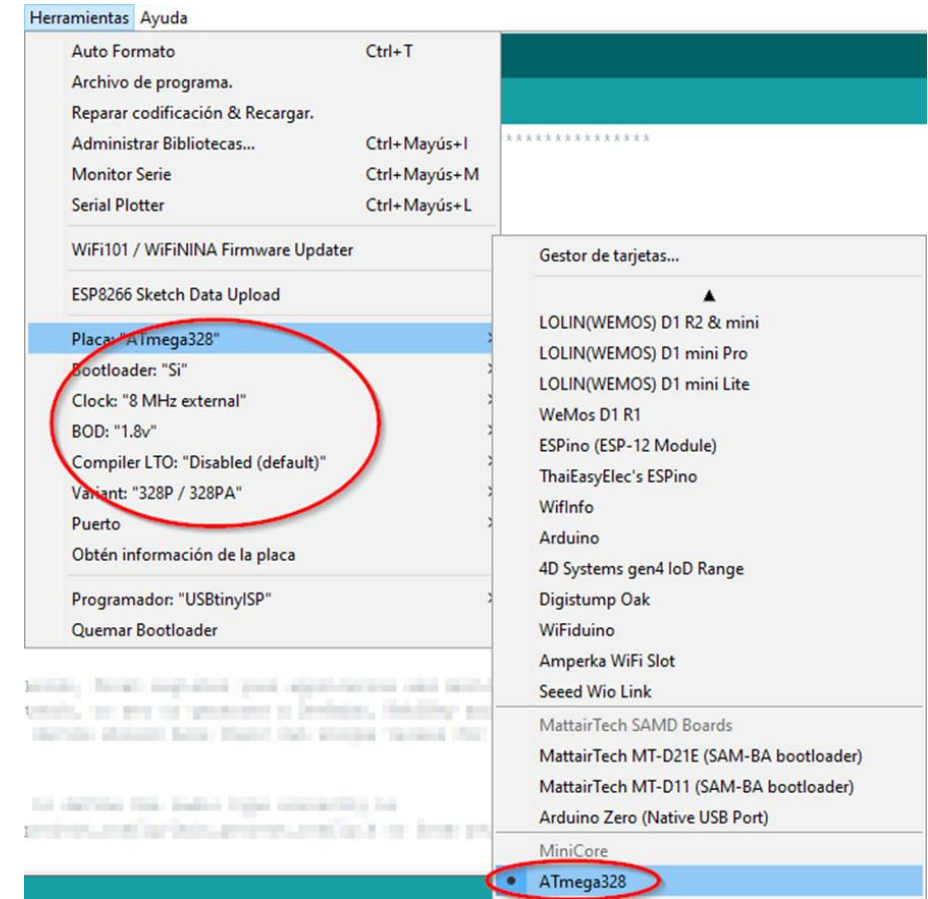 Herramientas Ayuda
Auto Formato Ctrl+T
Archivo de programa.
Reparar codificación & Recargar.
Administrar Bibliotecas... Ctrl+Mayús+I
Monitor Serie Ctrl+Mayús+M
Serial Plotter Ctrl+Mayús+L
WiFi101 / WiFiNINA Firmware Updater
ESP8266 Sketch Data Upload
Placa: "ATmega328"
Bootloader: "Si"
Clock: "8 MHz external"
BOD: "1.8v"
Compiler LTO: "Disabled (default)"
Variant: "328P / 328PA"
Puerto
Obtén información de la placa
Programador: "USBtinyISP"
Quemar Bootloader
***************
Gestor de tarjetas...
LOLIN(WEMOS) D1 R2 & mini
LOLIN(WEMOS) D1 mini Pro
LOLIN(WEMOS) D1 mini Lite
WeMos D1 R1
ESPino (ESP-12 Module)
ThaiEasyElec's ESPino
WifInfo
Arduino
4D Systems gen4 IoD Range
Digistump Oak
WiFiduino
Amperka WiFi Slot
Seeed Wio Link
MattairTech SAMD Boards
MattairTech MT-D21E (SAM-BA bootloader)
MattairTech MT-D11 (SAM-BA bootloader)
Arduino Zero (Native USB Port)
MiniCore
ATmega328